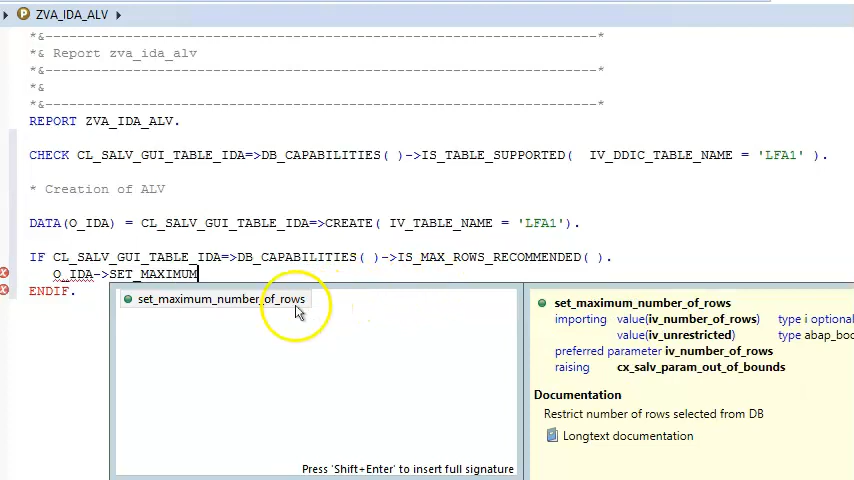 ZVA_IDA_ALV
*&---------------------------------------------------------------------*
*& Report zva_ida_alv
*&---------------------------------------------------------------------*
*&
*&---------------------------------------------------------------------*
REPORT ZVA_IDA_ALV.
CHECK CL_SALV_GUI_TABLE_IDA=>DB_CAPABILITIES( )->IS_TABLE_SUPPORTED(  IV_DDIC_TABLE_NAME = 'LFA1' ).
* Creation of ALV
DATA(O_IDA) = CL_SALV_GUI_TABLE_IDA=>CREATE( IV_TABLE_NAME = 'LFA1').
IF CL_SALV_GUI_TABLE_IDA=>DB_CAPABILITIES( )->IS_MAX_ROWS_RECOMMENDED( ).
O_IDA->SET_MAXIMUM
ENDIF.
set_maximum_number_of_rows
Press 'Shift+Enter' to insert full signature
set_maximum_number_of_rows
importing value(iv_number_of_rows) type i optional
value(iv_unrestricted) type abap_boo
preferred parameter iv_number_of_rows
raising cx_salv_param_out_of_bounds
Documentation
Restrict number of rows selected from DB
Longtext documentation